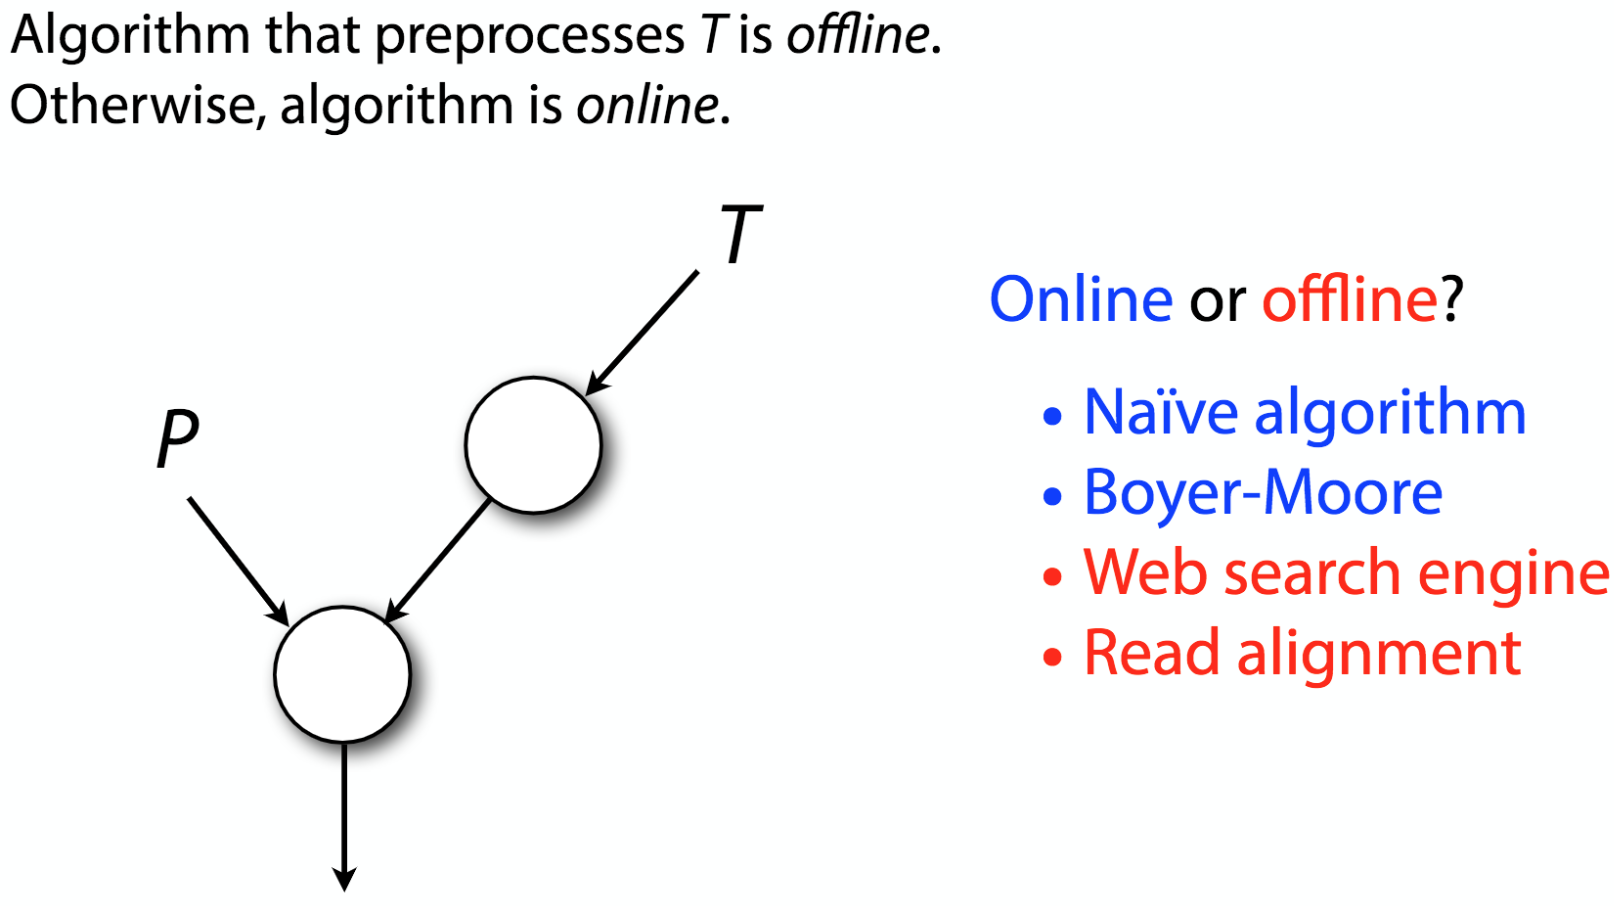 Algorithm that preprocesses T is offline.
Otherwise, algorithm is online.
T
P
Online or offline?
• Naïve algorithm
• Boyer-Moore
• Web search engine
• Read alignment